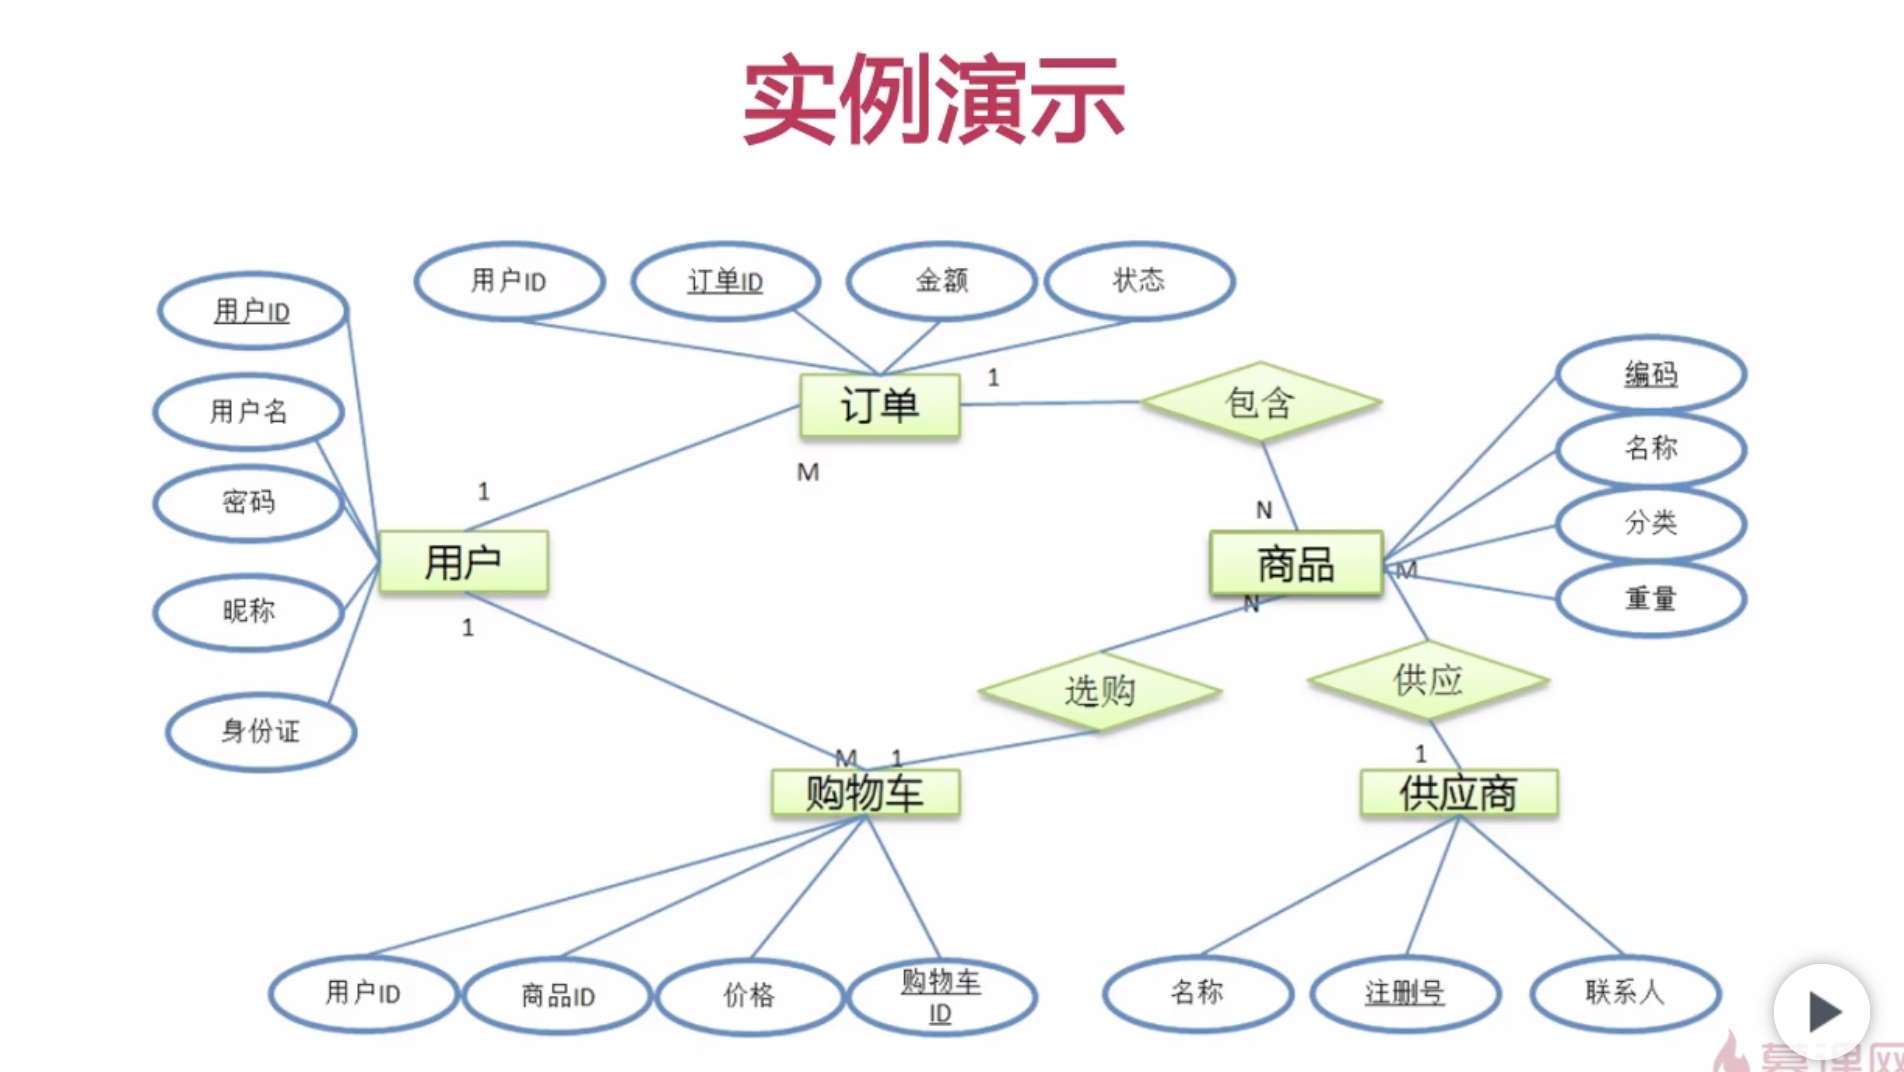 实例演示
用户ID
订单ID
金额
状态
用户ID
用户名
密码
昵称
身份证
订单
1
包含
M
1
N
用户
1
商品
M
N
编码
名称
分类
重量
选购
供应
M
1
1
购物车
供应商
用户ID
商品ID
价格
购物车
ID
名称
注删号
联系人
慕课网